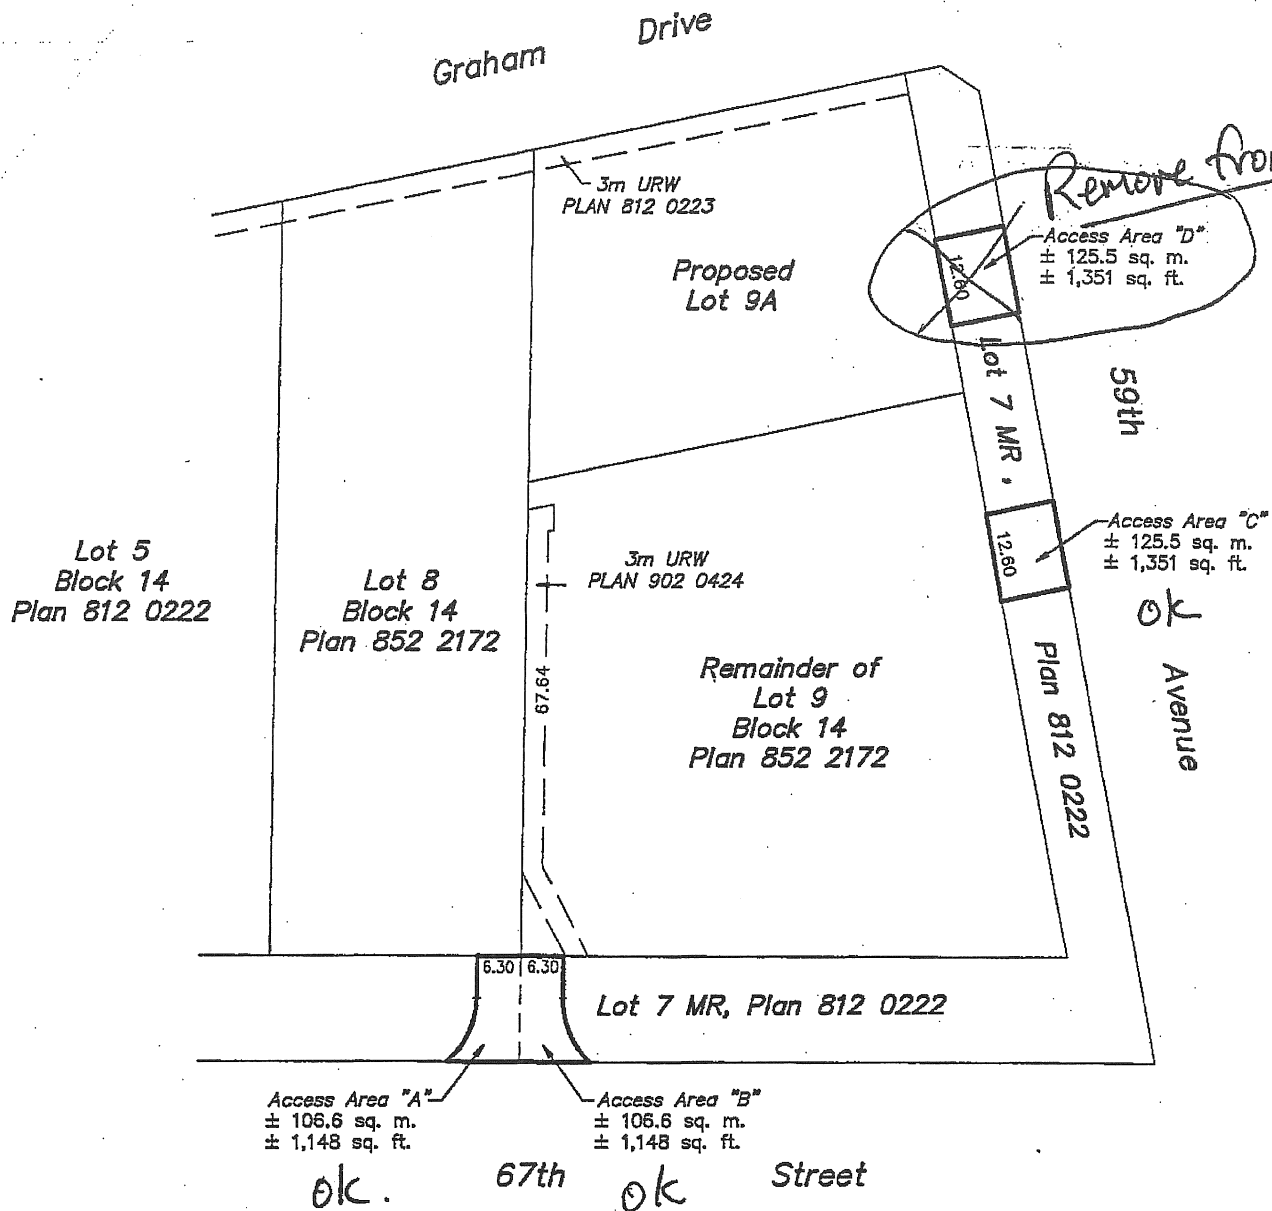 Graham Drive
3m URW
PLAN 812 0223
Remove from
Access Area "D"
± 125.5 sq. m.
± 1,351 sq. ft.
12.60
Proposed
Lot 9A
Lot 7 MR,
59th
Access Area "C"
± 125.5 sq. m.
± 1,351 sq. ft.
12.60
ok
Lot 5
Block 14
Plan 812 0222
Lot 8
Block 14
Plan 852 2172
3m URW
PLAN 902 0424
67.64
Remainder of
Lot 9
Block 14
Plan 852 2172
Plan 812 0222
Avenue
6.30 6.30
Lot 7 MR, Plan 812 0222
Access Area "A"
± 106.6 sq. m.
± 1,148 sq. ft.
ok.
Access Area "B"
± 106.6 sq. m.
± 1,148 sq. ft.
ok
67th Street